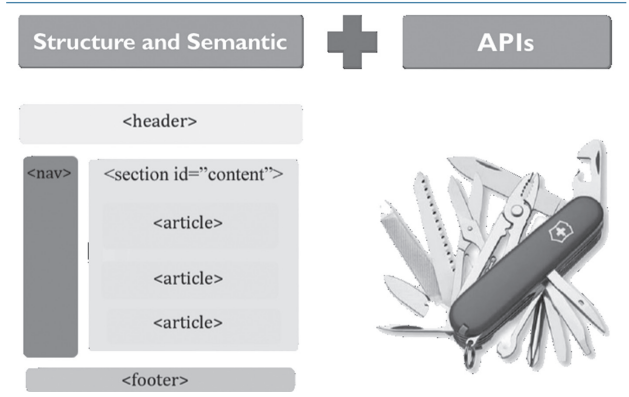 Structure and Semantic
APIs
<header>
<nav>
<section id=”content”>
<article>
<article>
<article>
<footer>